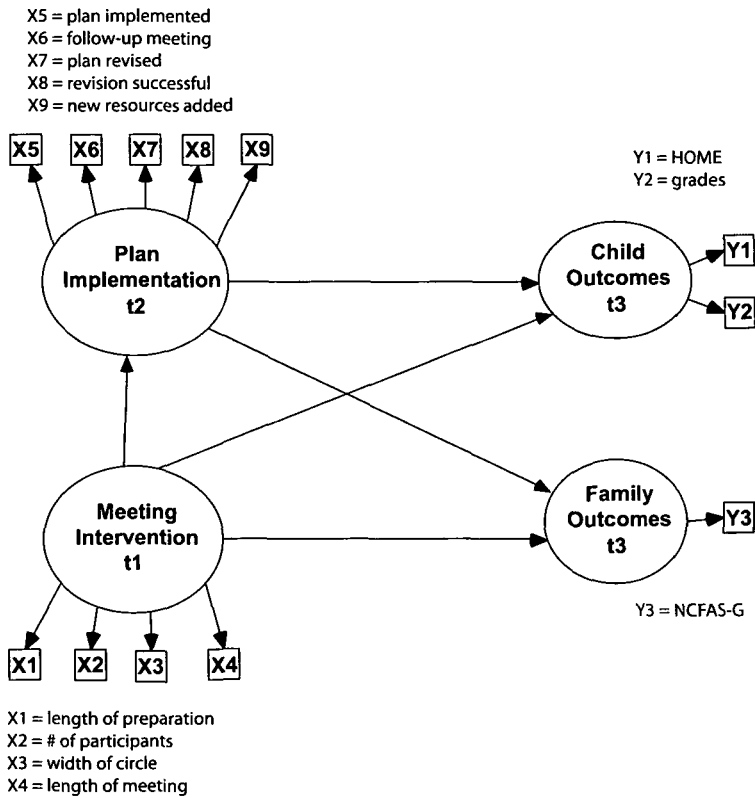 X5 = plan implemented
X6 = follow-up meeting
X7 = plan revised
X8 = revision successful
X9 = new resources added
X5 X6 X7 X8 X9
Y1 = HOME
Y2 = grades
Plan
Implementation
t2
Child
Outcomes
t3
Y1
Y2
Meeting
Intervention
t1
Family
Outcomes
t3
Y3
Y3 = NCFAS-G
X1 X2 X3 X4
X1 = length of preparation
X2 = # of participants
X3 = width of circle
X4 = length of meeting